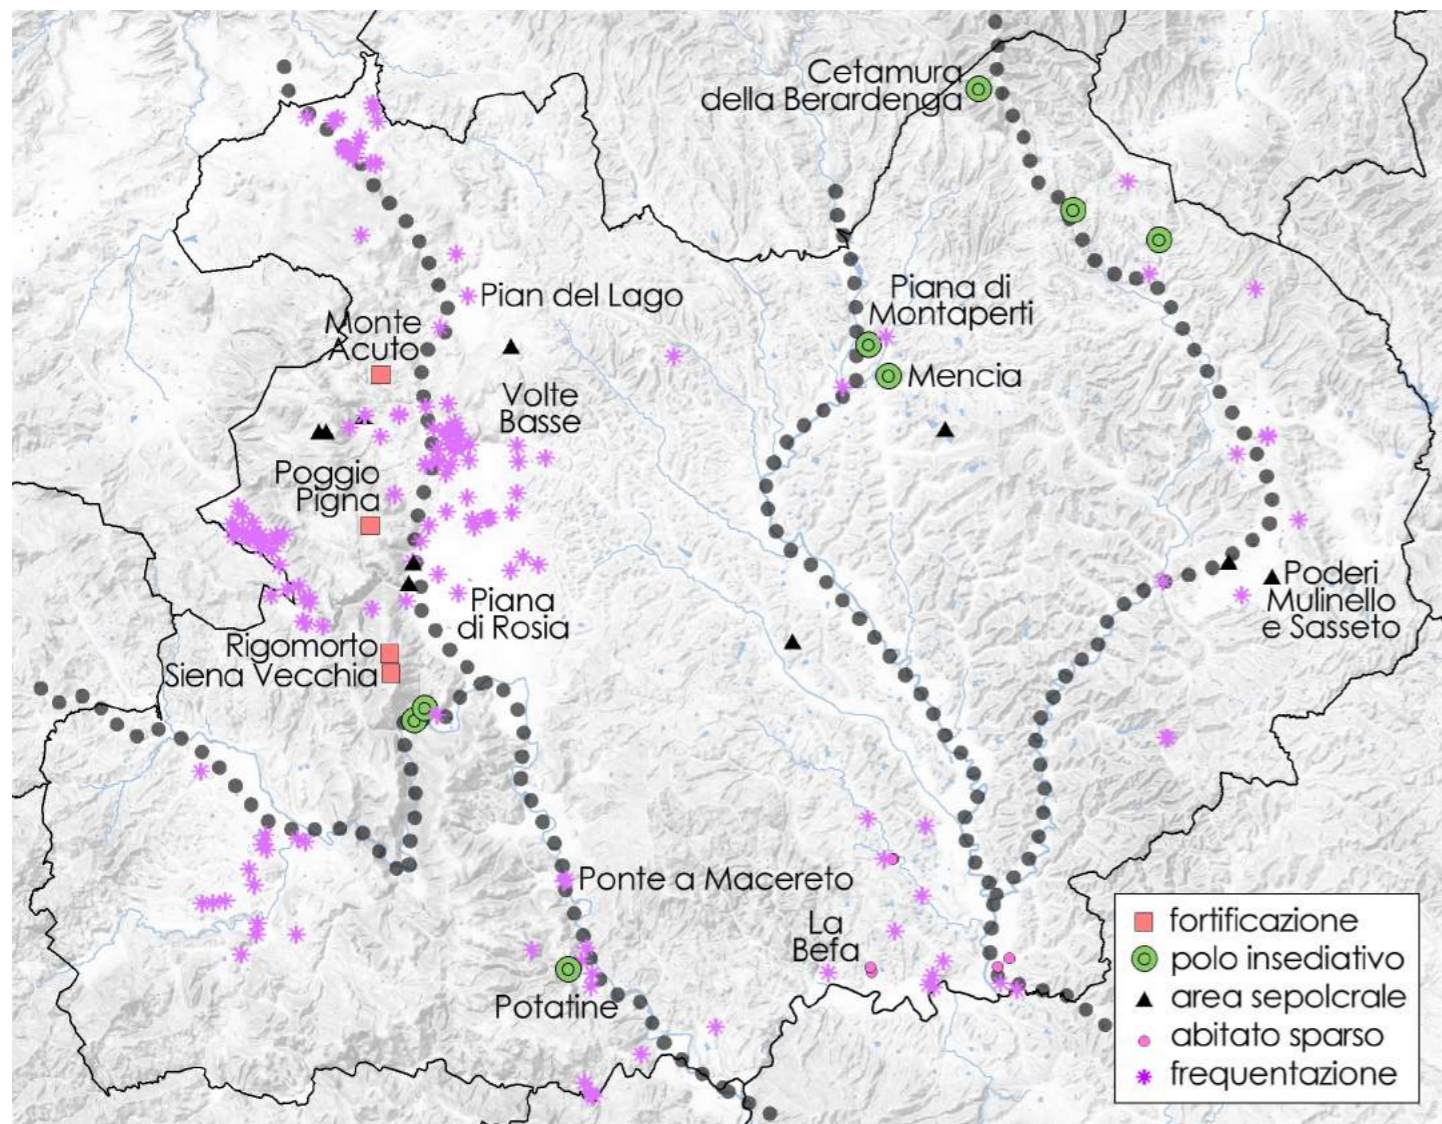 Cetamura
della Berardenga
Pian del Lago
Piana di
Montaperti
Monte
Acuto
Mencia
Volte
Basse
Poggio
Pigna
Piana
di Rosia
Poderi
Mulinello
e Sasseto
Rigomorto
Siena Vecchia
Ponte a Macereto
La
Befa
Potatine
fortificazione
polo insediativo
area sepolcrale
abitato sparso
frequentazione